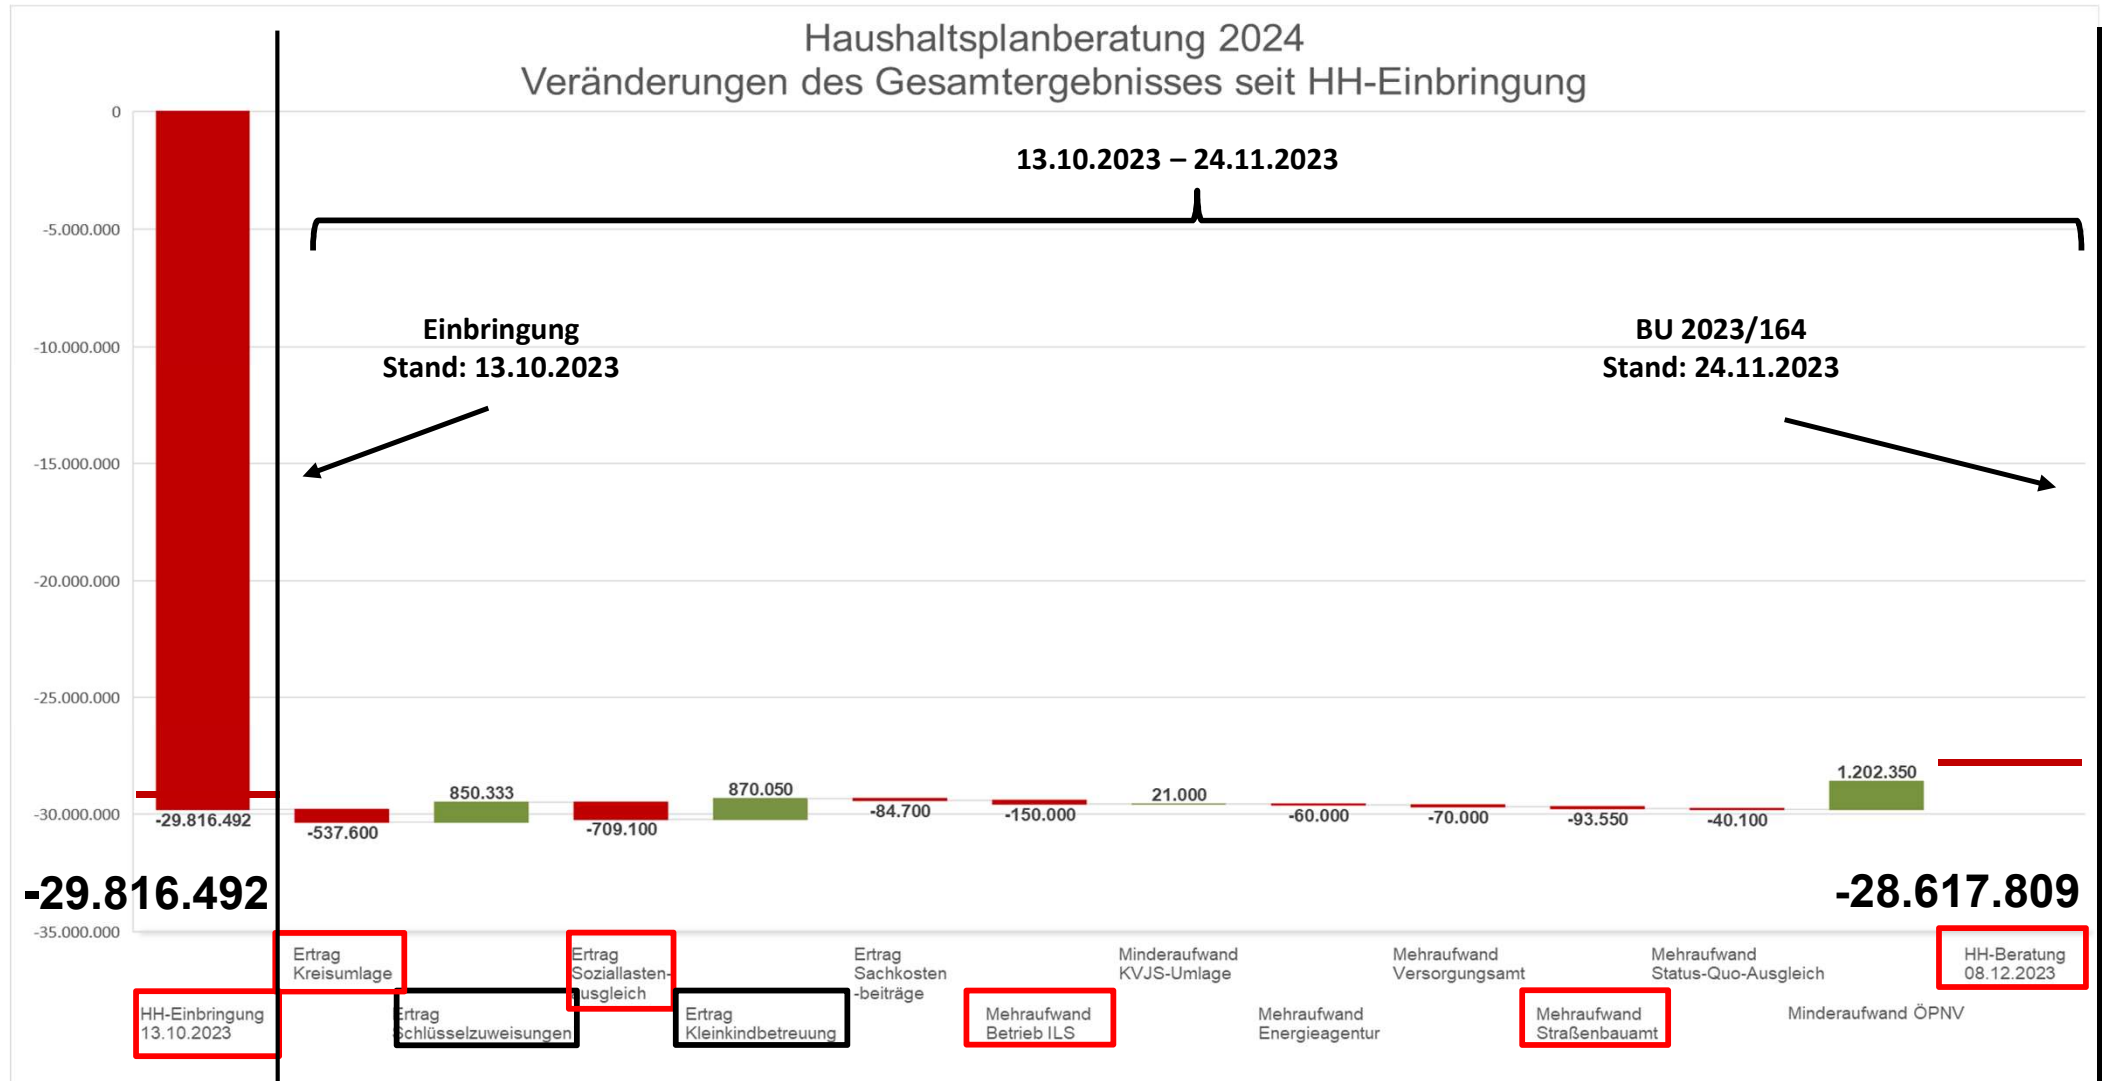 Haushaltsplanberatung 2024
Veränderungen des Gesamtergebnisses seit HH-Einbringung
13.10.2023 – 24.11.2023
Einbringung
Stand: 13.10.2023
BU 2023/164
Stand: 24.11.2023
0
-5.000.000
-10.000.000
-15.000.000
-20.000.000
-25.000.000
-30.000.000
-35.000.000
-29.816.492
-537.600
850.333
-709.100
870.050
-84.700
-150.000
21.000
-60.000
-70.000
-93.550
-40.100
1.202.350
-29.816.492
-28.617.809
HH-Einbringung
13.10.2023
Ertrag
Kreisumlage
Ertrag
Schlüsselzuweisungen
Ertrag
Soziallasten-
ausgleich
Ertrag
Kleinkindbetreuung
Ertrag
Sachkosten
-beiträge
Mehraufwand
Betrieb ILS
Minderaufwand
KVJS-Umlage
Mehraufwand
Energieagentur
Mehraufwand
Versorgungsamt
Mehraufwand
Straßenbauamt
Mehraufwand
Status-Quo-Ausgleich
Minderaufwand ÖPNV
HH-Beratung
08.12.2023